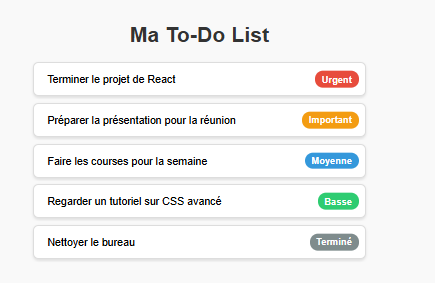 Ma To-Do List
Terminer le projet de React Urgent
Préparer la présentation pour la réunion Important
Faire les courses pour la semaine Moyenne
Regarder un tutoriel sur CSS avancé Basse
Nettoyer le bureau Terminé